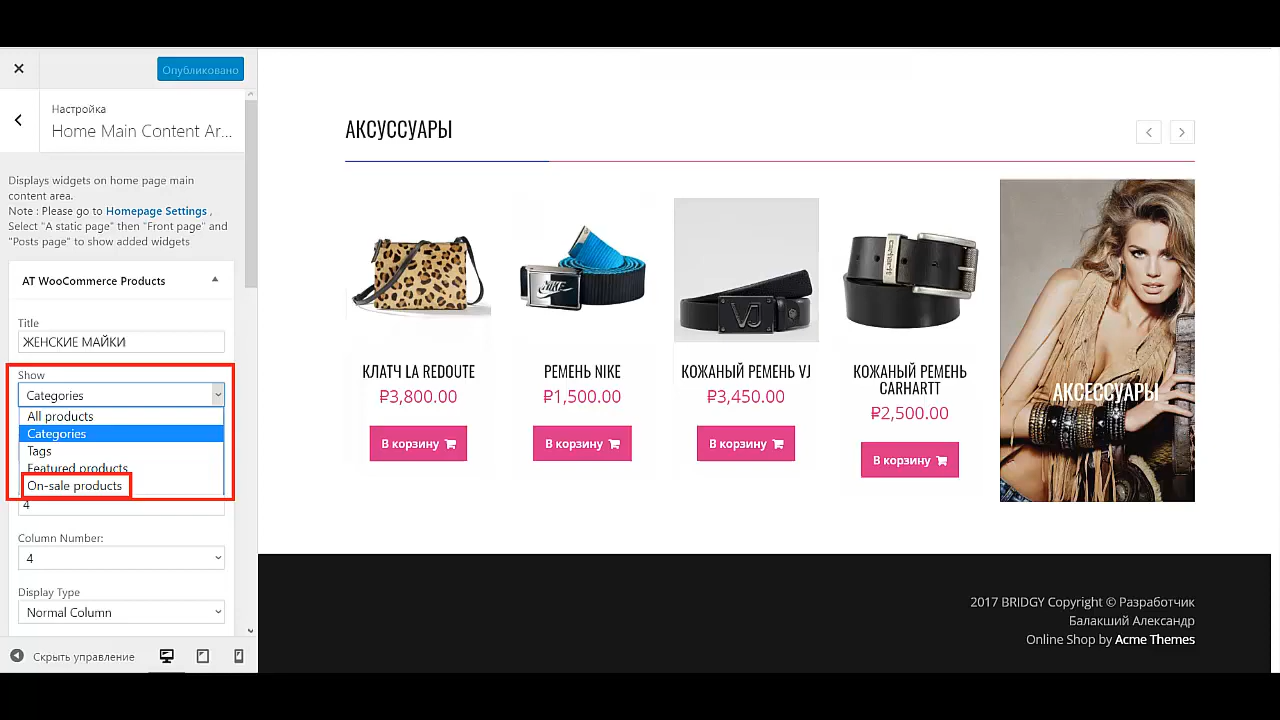 Опубликовано
Настройка
Home Main Content Ar...
Displays widgets on home page main
content area.
Note : Please go to Homepage Settings ,
Select "A static page" then "Front page" and
"Posts page" to show added widgets
AT WooCommerce Products
Title
ЖЕНСКИЕ МАЙКИ
Show
Categories
All products
Categories
Tags
Featured products
On-sale products
4
Column Number:
4
Display Type
Normal Column
Скрыть управление
АКСУССУАРЫ
КЛАТЧ LA REDOUTE
₽3,800.00
В корзину
NIKE
РЕМЕНЬ NIKE
₽1,500.00
В корзину
VJ
КОЖАНЫЙ РЕМЕНЬ VJ
₽3,450.00
В корзину
carhartt
КОЖАНЫЙ РЕМЕНЬ
CARHARTT
₽2,500.00
В корзину
АКСЕССУАРЫ
2017 BRIDGY Copyright © Разработчик
Балакший Александр
Online Shop by Acme Themes